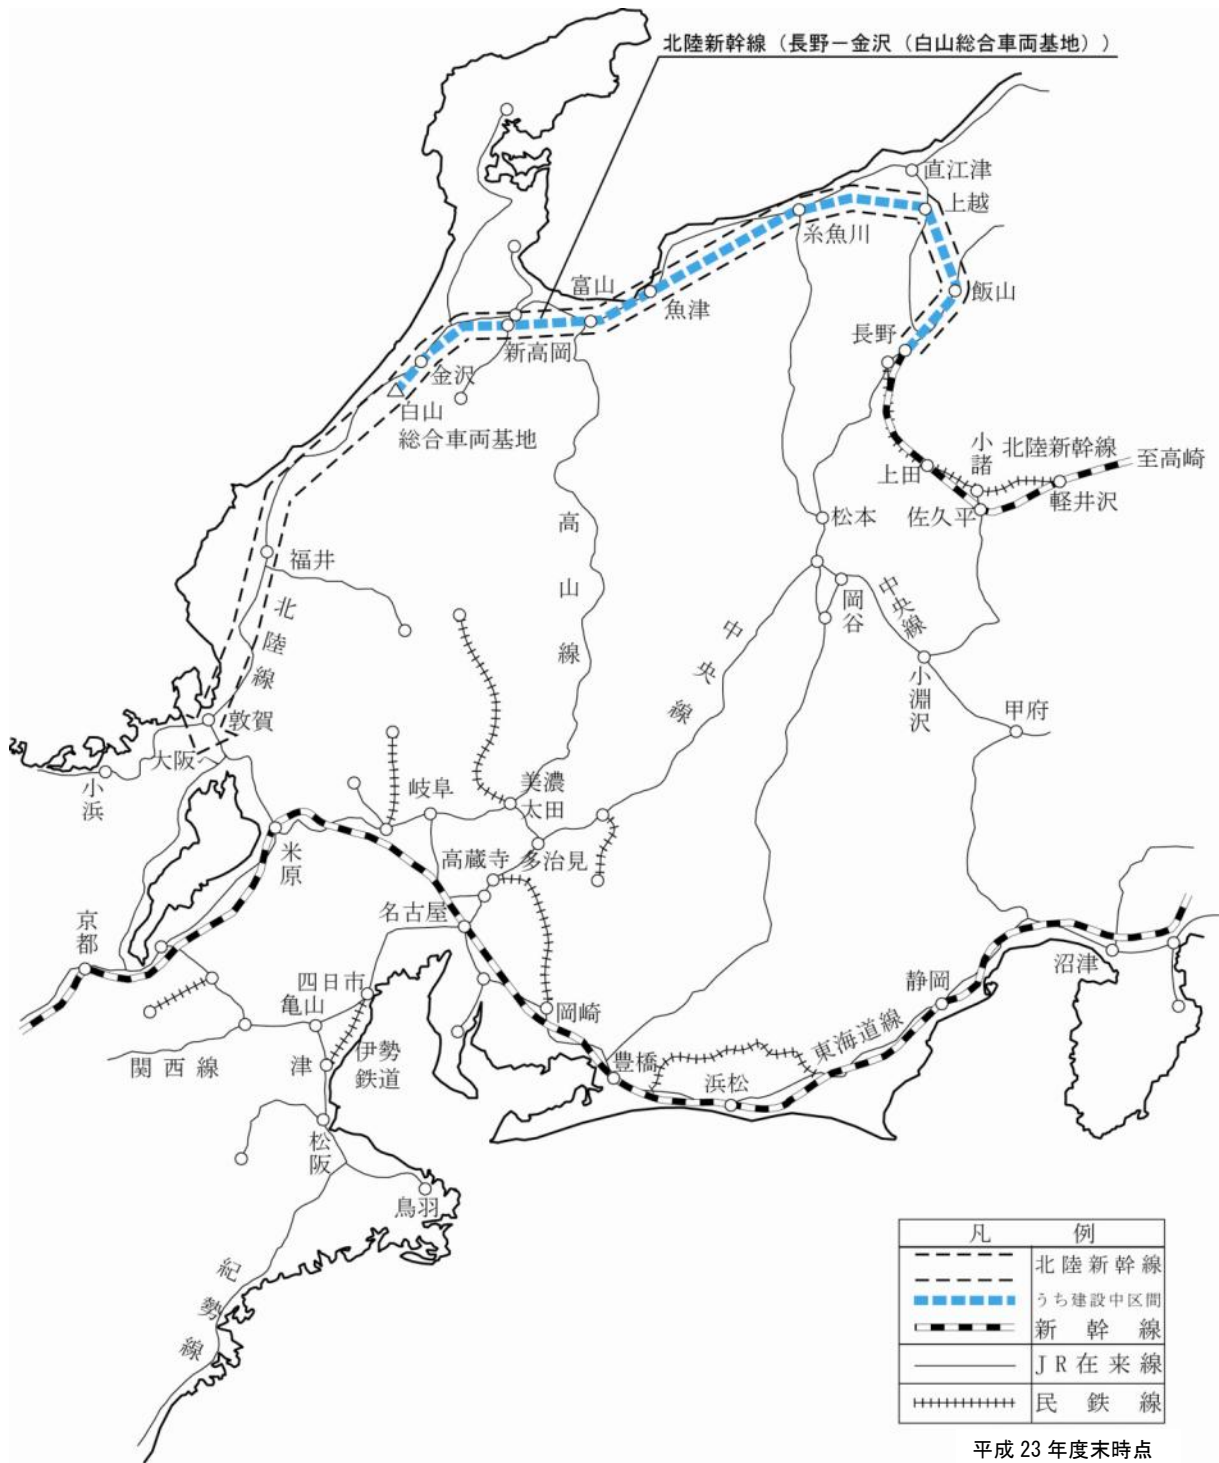 北陸新幹線（長野－金沢（白山総合車両基地））
直江津
上越
糸魚川
飯山
富山
魚津
長野
新高岡
金沢
白山
総合車両基地
小諸
北陸新幹線
至高崎
上田
軽井沢
佐久平
高山線
松本
福井
岡谷
中央線
北陸線
中央線
小淵沢
敦賀
甲府
大阪へ
小浜
岐阜
美濃
太田
米原
高蔵寺
多治見
京都
名古屋
沼津
四日市
静岡
亀山
岡崎
東海道線
関西線
津
伊勢
鉄道
豊橋
浜松
松阪
鳥羽
紀勢線
凡例
北陸新幹線
うち建設中区間
新幹線
JR在来線
民鉄線
平成 23 年度末時点